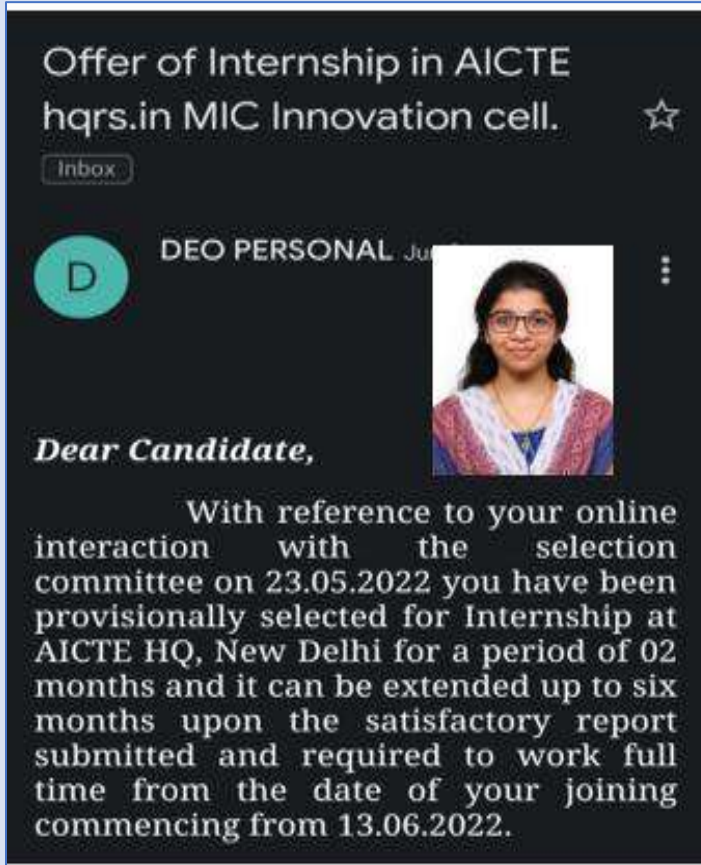 Offer of Internship in AICTE
hqrs.in MIC Innovation cell.
Inbox
D
DEO PERSONAL
Dear Candidate,
With reference to your online
interaction with the selection
committee on 23.05.2022 you have been
provisionally selected for Internship at
AICTE HQ, New Delhi for a period of 02
months and it can be extended up to six
months upon the satisfactory report
submitted and required to work full
time from the date of your joining
commencing from 13.06.2022.